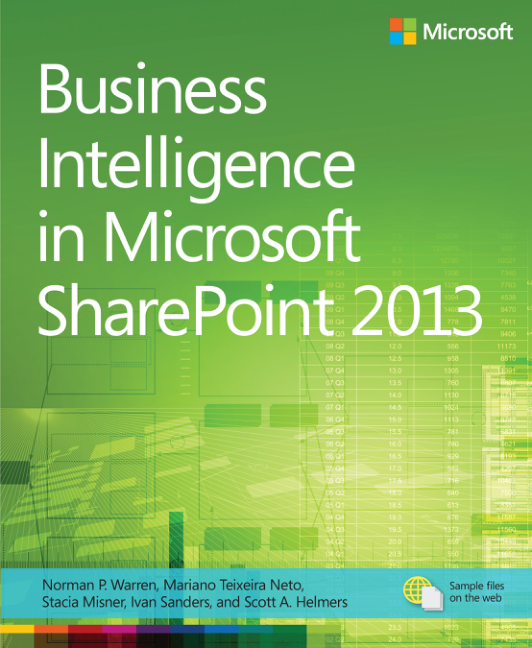 Microsoft
Business
Intelligence
in Microsoft
SharePoint 2013
Norman P. Warren, Mariano Teixeira Neto,
Stacia Misner, Ivan Sanders, and Scott A. Helmers
Sample files
on the web